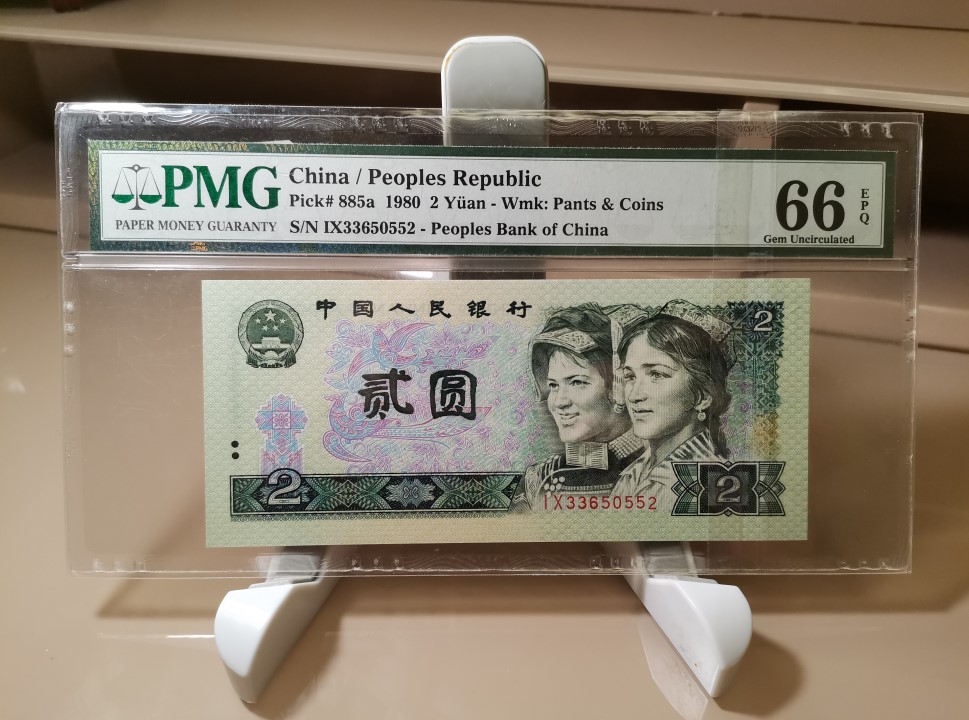 PMG
PAPER MONEY GUARANTY
China / Peoples Republic
Pick# 885a 1980 2 Yüan - Wmk: Pants & Coins
S/N IX33650552 - Peoples Bank of China
66
EPQ
Gem Uncirculated
中国人民银行
2
贰圆
2
IX33650552
2